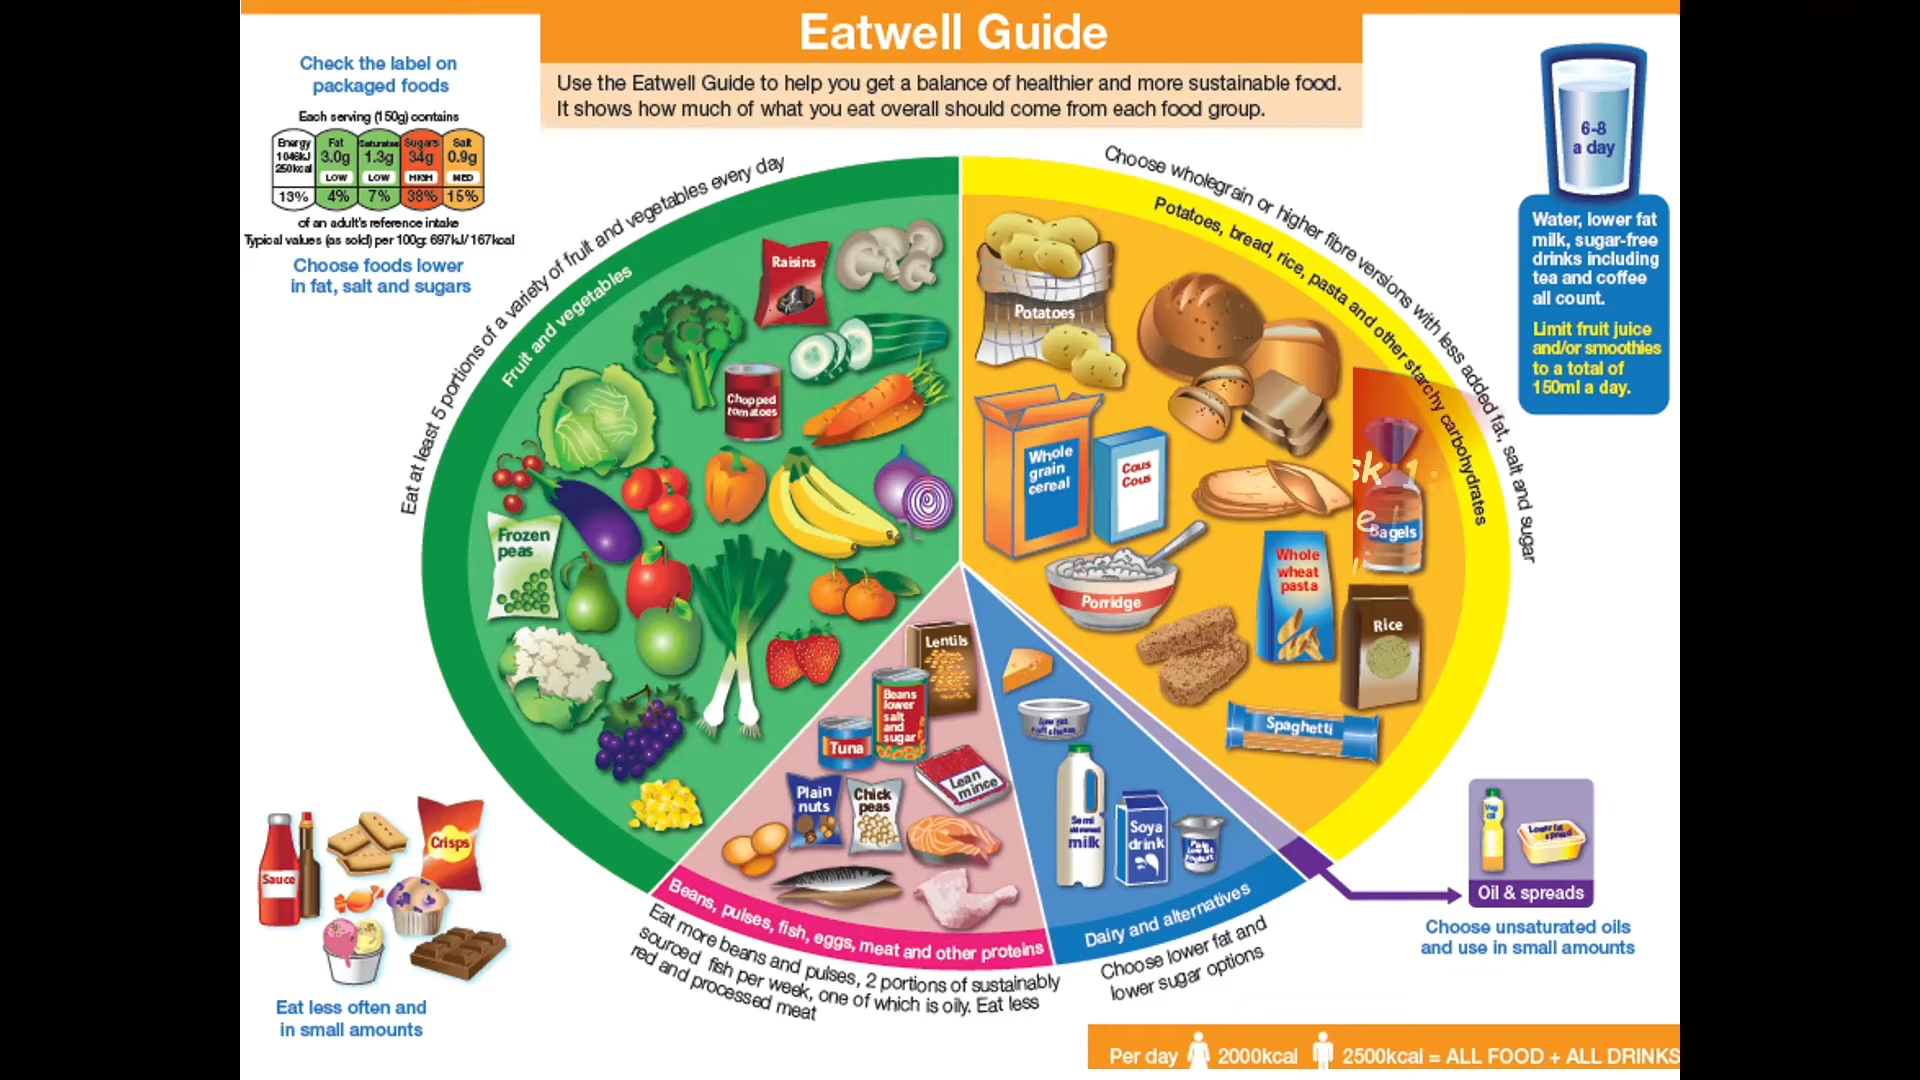 Eatwell Guide
Use the Eatwell Guide to help you get a balance of healthier and more sustainable food.
It shows how much of what you eat overall should come from each food group.
Check the label on
packaged foods
Each serving (150g) contains
Energy
1046kJ
250kcal
13%
Fat
3.0g
LOW
4%
Saturates
1.3g
LOW
7%
Sugars
34g
HIGH
38%
Salt
0.9g
MED
15%
of an adult's reference intake
Typical values (as sold) per 100g: 697kJ/ 167kcal
Choose foods lower
in fat, salt and sugars
6-8
a day
Water, lower fat
milk, sugar-free
drinks including
tea and coffee
all count.
Limit fruit juice
and/or smoothies
to a total of
150ml a day.
Eat at least 5 portions of a variety of fruit and vegetables every day
Fruit and vegetables
Raisins
Chopped
tomatoes
Frozen
peas
Choose wholegrain or higher fibre versions with less added fat, salt and sugar
Potatoes, bread, rice, pasta and other starchy carbohydrates
Potatoes
Whole
grain
cereal
Cous
Cous
sk 1:
e
Bagels
Porridge
Whole
wheat
pasta
Rice
Spaghetti
Lentils
Beans
lower
salt
and
sugar
Tuna
Lean
mince
Plain
nuts
Chick
peas
Beans, pulses, fish, eggs, meat and other proteins
Eat more beans and pulses, 2 portions of sustainably
sourced fish per week, one of which is oily. Eat less
red and processed meat
Semi
milk
Soya
drink
Dairy and alternatives
Choose lower fat and
lower sugar options
Veg
oil
Lower fat
spread
Oil & spreads
Choose unsaturated oils
and use in small amounts
Sauce
Crisps
Eat less often and
in small amounts
Per day 2000kcal 2500kcal = ALL FOOD + ALL DRINKS